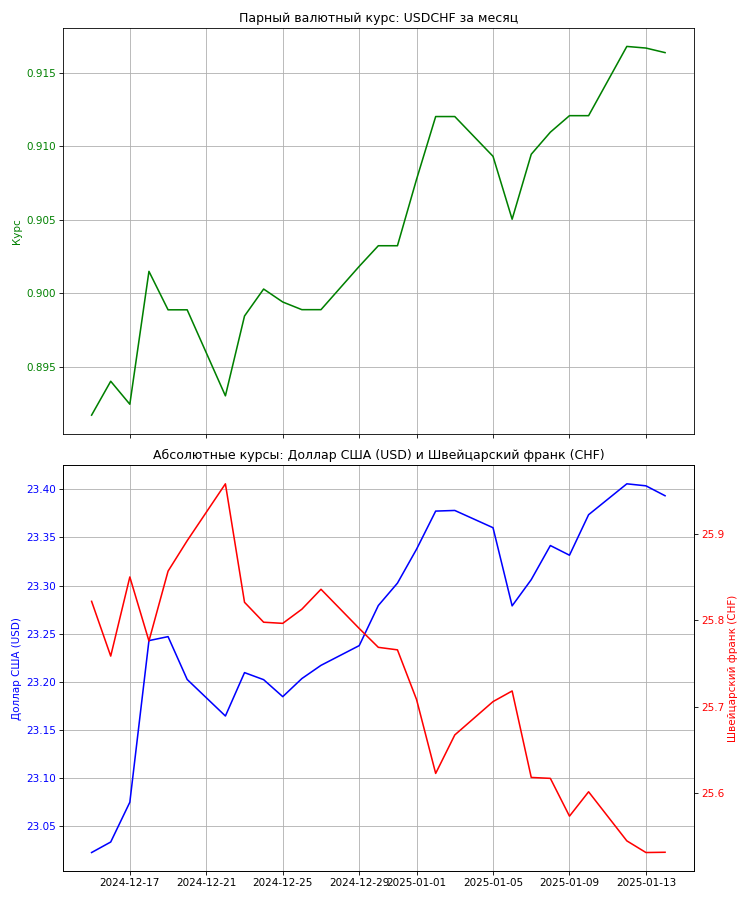 Парный валютный курс: USDCHF за месяц
0.915
0.910
0.905
0.900
0.895
Курс
Абсолютные курсы: Доллар США (USD) и Швейцарский франк (CHF)
23.40
23.35
23.30
23.25
23.20
23.15
23.10
23.05
Доллар США (USD)
25.9
25.8
25.7
25.6
Швейцарский франк (CHF)
2024-12-17 2024-12-21 2024-12-25 2024-12-29 2025-01-01 2025-01-05 2025-01-09 2025-01-13